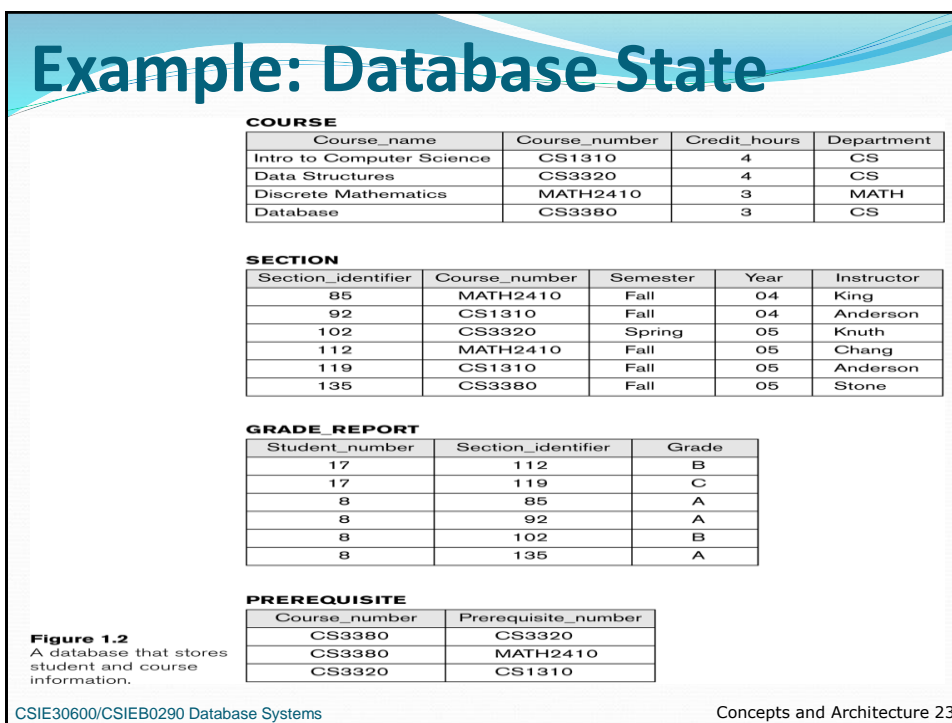 Example: Database State
COURSE
Course_name Course_number Credit_hours Department
Intro to Computer Science CS1310 4 CS
Data Structures CS3320 4 CS
Discrete Mathematics MATH2410 3 MATH
Database CS3380 3 CS
SECTION
Section_identifier Course_number Semester Year Instructor
85 MATH2410 Fall 04 King
92 CS1310 Fall 04 Anderson
102 CS3320 Spring 05 Knuth
112 MATH2410 Fall 05 Chang
119 CS1310 Fall 05 Anderson
135 CS3380 Fall 05 Stone
GRADE_REPORT
Student_number Section_identifier Grade
17 112 B
17 119 C
8 85 A
8 92 A
8 102 B
8 135 A
PREREQUISITE
Course_number Prerequisite_number
CS3380 CS3320
CS3380 MATH2410
CS3320 CS1310
Figure 1.2
A database that stores
student and course
information.
CSIE30600/CSIEB0290 Database Systems
Concepts and Architecture 23